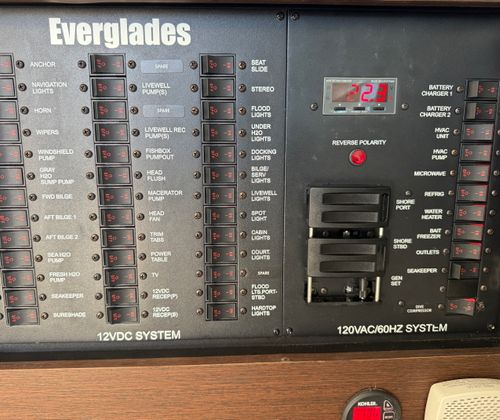 Everglades
ANCHOR
NAVIGATION
LIGHTS
HORN
WIPERS
WINDSHIELD
PUMP
GRAY
H2O
SUMP PUMP
FWD BILGE
AFT BILGE 1
AFT BILGE 2
SEA H2O
PUMP
FRESH H2O
PUMP
SEAKEEPER
SURESHADE
SPARE
LIVEWELL
PUMP(S)
SPARE
LIVEWELL REC
PUMP(S)
FISHBOX
PUMPOUT
HEAD
FLUSH
MACERATOR
PUMP
HEAD
FAN
TRIM
TABS
POWER
TABLE
TV
12VDC
RECEP(P)
12VDC
RECEP(S)
SEAT
SLIDE
STEREO
FLOOD
LIGHTS
UNDER
H2O
LIGHTS
DOCKING
LIGHTS
BILGE/
SERV
LIGHTS
LIVEWELL
LIGHTS
SPOT
LIGHT
CABIN
LIGHTS
COURT.
LIGHTS
SPARE
FLOOD
LTS.PORT-
STBD
HARDTOP
LIGHTS
12VDC SYSTEM
REVERSE POLARITY
SHORE
PORT
SHORE
STBD
GEN
SET
BATTERY
CHARGER 1
BATTERY
CHARGER 2
HVAC
UNIT
HVAC
PUMP
MICROWAVE
REFRIG
WATER
HEATER
BAIT
FREEZER
OUTLETS
SEAKEEPER
DIVE
COMPRESSOR
120VAC/60HZ SYSTEM
KOHLER